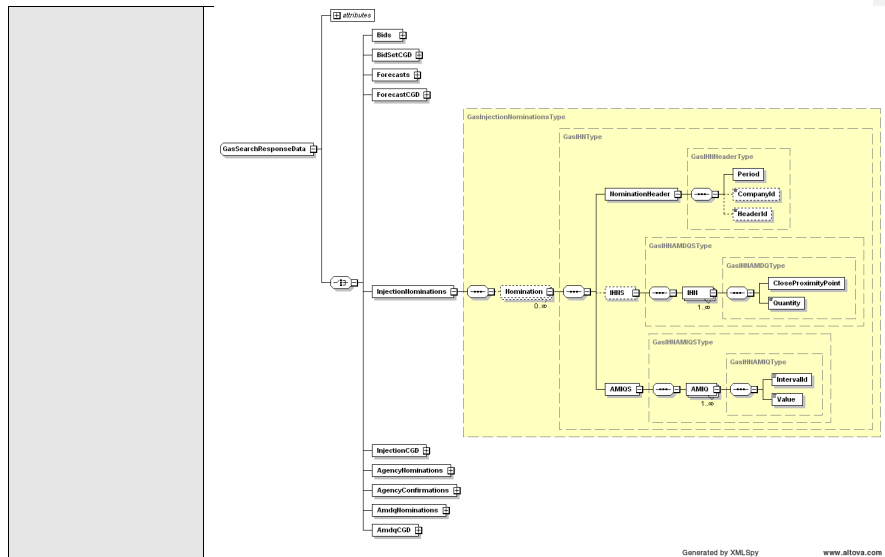 attributes
Bids
BidSetCGD
Forecasts
ForecastCGD
GasInjectionNominationsType
GasIHNType
GasIHNHeaderType
GasSearchResponseData
Period
NominationHeader
CompanyId
HeaderId
GasIHNAMDQSType
GasIHNAMDQType
CloseProximityPoint
InjectionNominations
Nomination
IHNS
IHN
Quantity
0..∞
1..∞
GasIHNAMIQSType
GasIHNAMIQType
IntervalId
AMIQS
AMIQ
Value
1..∞
InjectionCGD
AgencyNominations
AgencyConfirmations
AmdqNominations
AmdqCGD
Generated by XMLSpy
www.altova.com